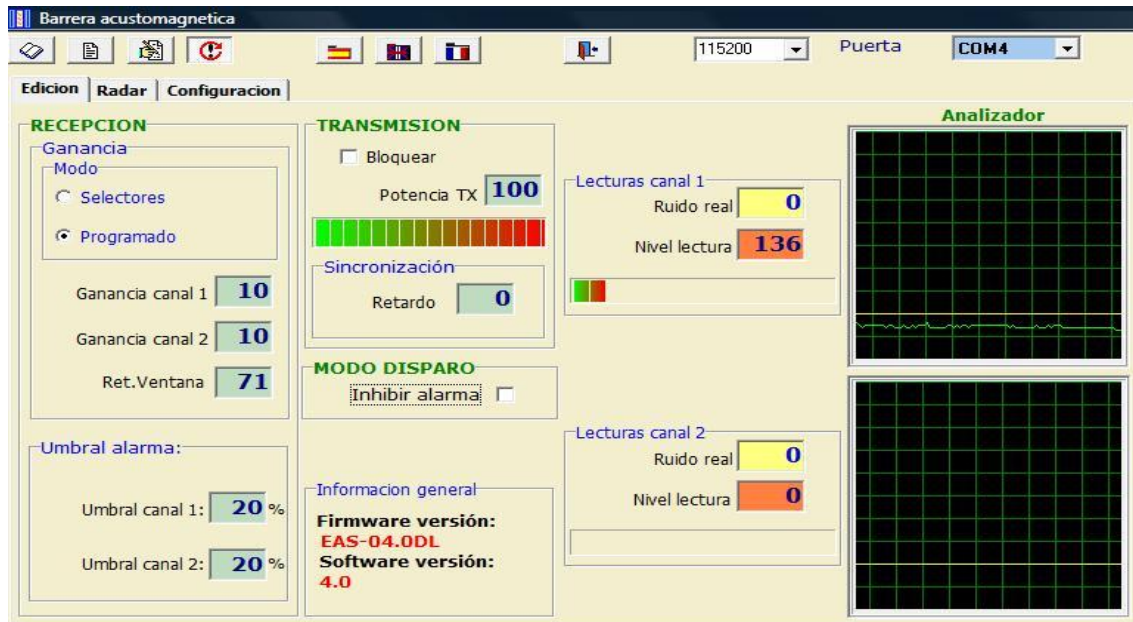 Barrera acustomagnetica
115200
Puerta
COM4
Edicion
Radar
Configuracion
RECEPCION
Ganancia
Modo
Selectores
Programado
Ganancia canal 1 10
Ganancia canal 2 10
Ret.Ventana 71
Umbral alarma:
Umbral canal 1: 20 %
Umbral canal 2: 20 %
TRANSMISION
Bloquear
Potencia TX 100
Sincronización
Retardo 0
MODO DISPARO
Inhibir alarma
Informacion general
Firmware versión:
EAS-04.0DL
Software versión:
4.0
Lecturas canal 1
Ruido real 0
Nivel lectura 136
Lecturas canal 2
Ruido real 0
Nivel lectura 0
Analizador